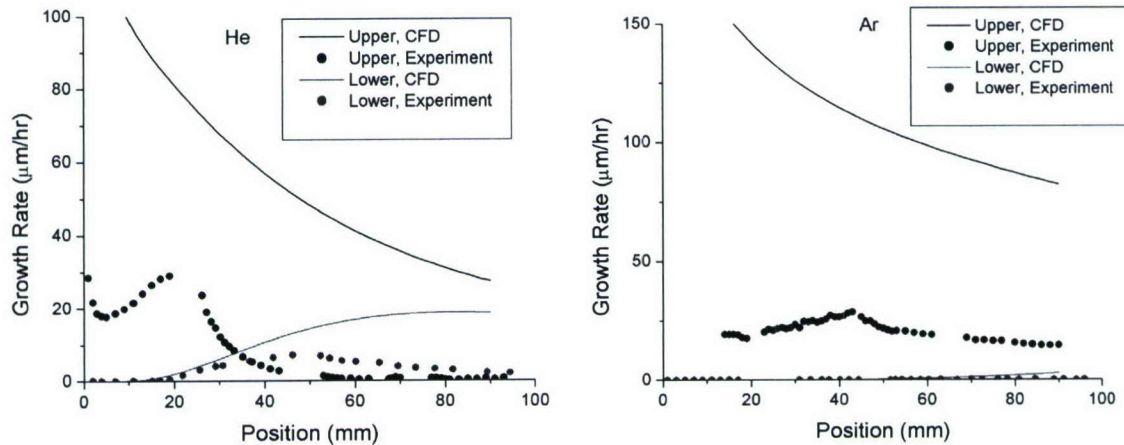 He
Upper, CFD
Upper, Experiment
Lower, CFD
Lower, Experiment
Growth Rate (μm/hr)
100
80
60
40
20
0
0 20 40 60 80 100
Position (mm)
Ar
Upper, CFD
Upper, Experiment
Lower, CFD
Lower, Experiment
Growth Rate (μm/hr)
150
100
50
0
0 20 40 60 80 100
Position (mm)